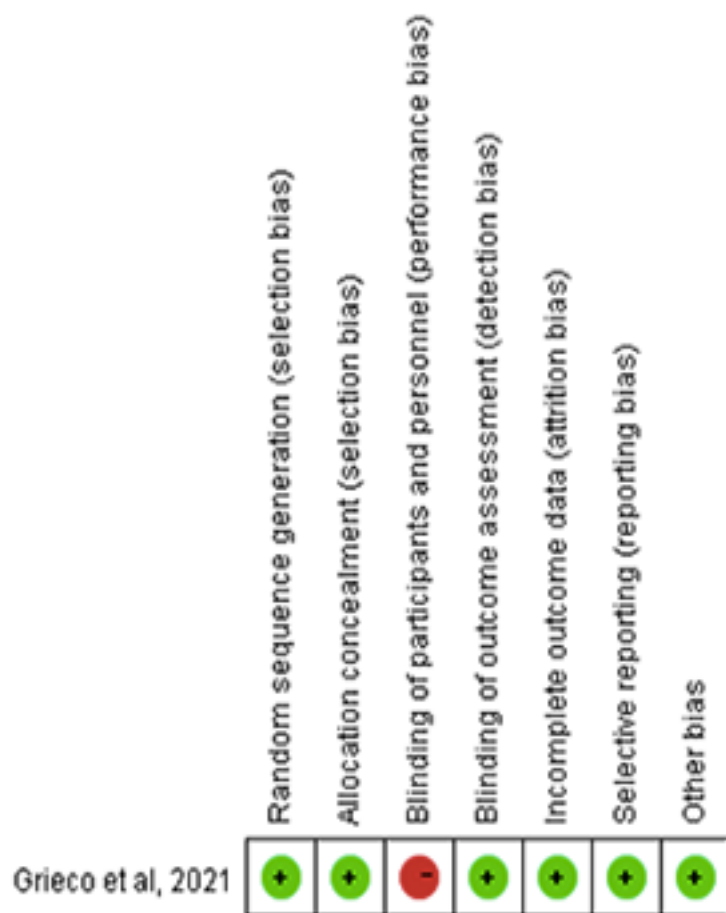 Random sequence generation (selection bias)
Allocation concealment (selection bias)
Blinding of participants and personnel (performance bias)
Blinding of outcome assessment (detection bias)
Incomplete outcome data (attrition bias)
Selective reporting (reporting bias)
Other bias
Grieco et al, 2021 + + - + + + +